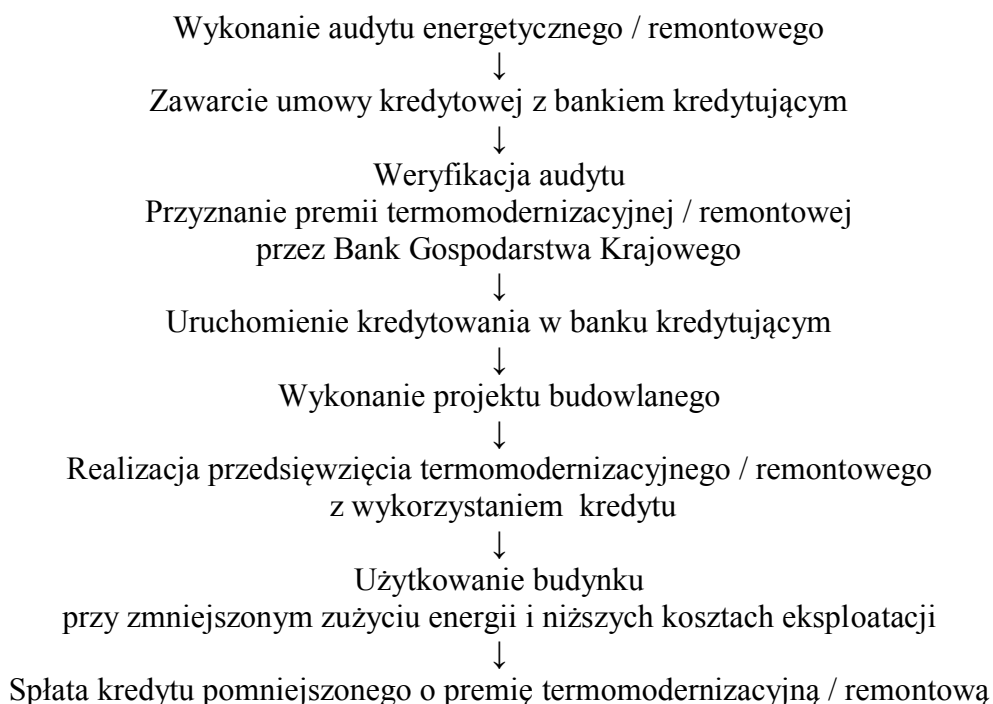 Wykonanie audytu energetycznego / remontowego
↓
Zawarcie umowy kredytowej z bankiem kredytującym
↓
Weryfikacja audytu
Przyznanie premii termomodernizacyjnej / remontowej
przez Bank Gospodarstwa Krajowego
↓
Uruchomienie kredytowania w banku kredytującym
↓
Wykonanie projektu budowlanego
↓
Realizacja przedsięwzięcia termomodernizacyjnego / remontowego
z wykorzystaniem kredytu
↓
Użytkowanie budynku
przy zmniejszonym zużyciu energii i niższych kosztach eksploatacji
↓
Spłata kredytu pomniejszonego o premię termomodernizacyjną / remontową